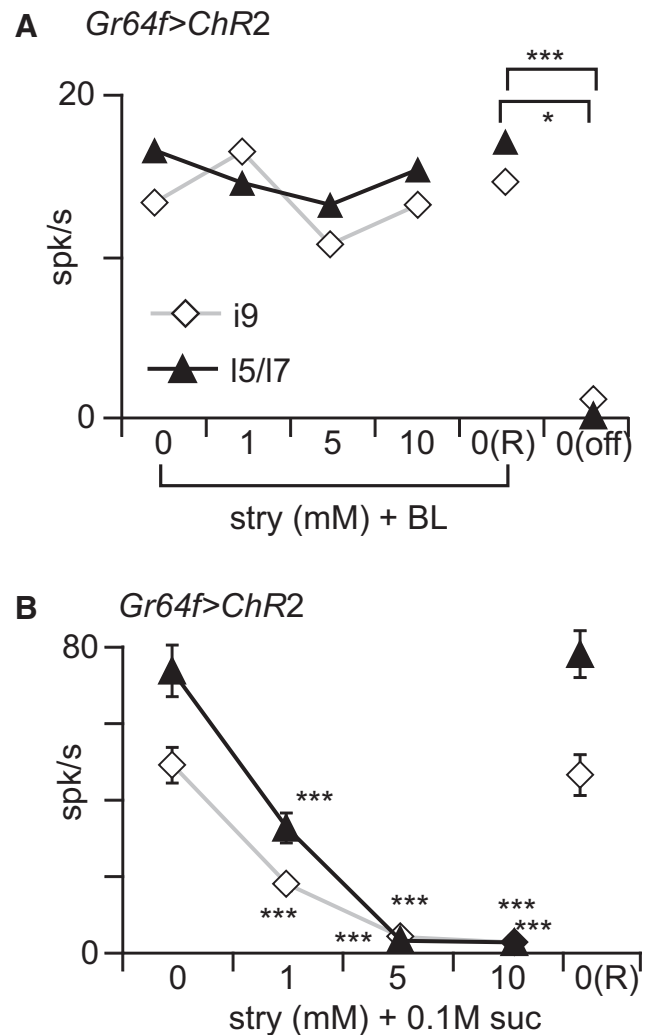 A Gr64f>ChR2
***
*
20
spk/s
i9
l5/l7
0
0 1 5 10 0(R) 0(off)
stry (mM) + BL
B Gr64f>ChR2
80
spk/s
***
***
***
***
***
***
0
0 1 5 10 0(R)
stry (mM) + 0.1M suc